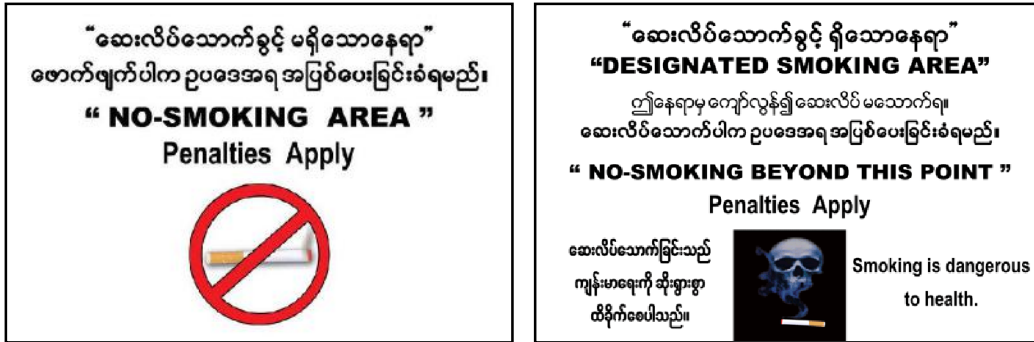 “ဆေးလိပ်သောက်ခွင့် မရှိသောနေရာ”
ဖောက်ဖျက်ပါက ဥပဒေအရ အပြစ်ပေးခြင်းခံရမည်။
“ NO-SMOKING AREA ”
Penalties Apply
“ဆေးလိပ်သောက်ခွင့် ရှိသောနေရာ”
“DESIGNATED SMOKING AREA”
ဤနေရာမှ ကျော်လွန်၍ ဆေးလိပ် မသောက်ရ။
ဆေးလိပ်သောက်ပါက ဥပဒေအရ အပြစ်ပေးခြင်းခံရမည်။
“ NO-SMOKING BEYOND THIS POINT ”
Penalties Apply
ဆေးလိပ်သောက်ခြင်းသည်
ကျန်းမာရေးကို ဆိုးရွားစွာ
ထိခိုက်စေပါသည်။
Smoking is dangerous
to health.